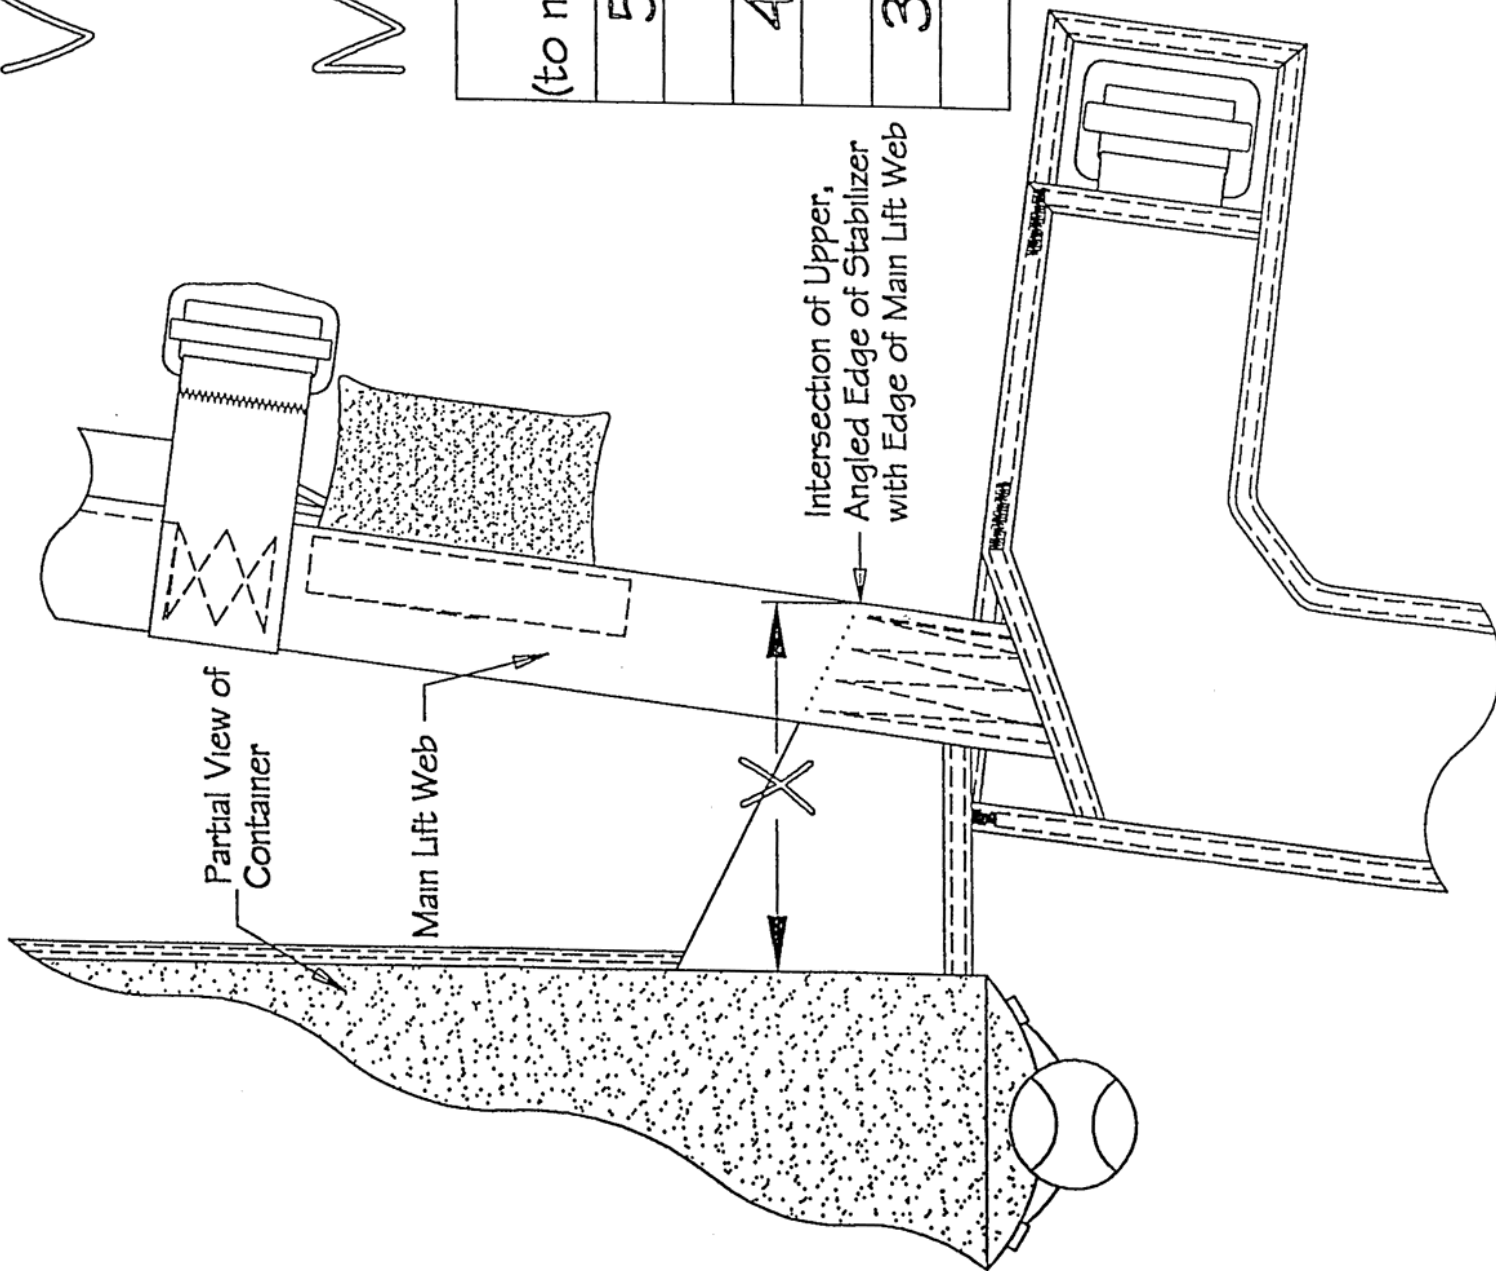 (to n
5
4
3
Partial View of
Container
Main Lift Web
X
Intersection of Upper,
Angled Edge of Stabilizer
with Edge of Main Lift Web